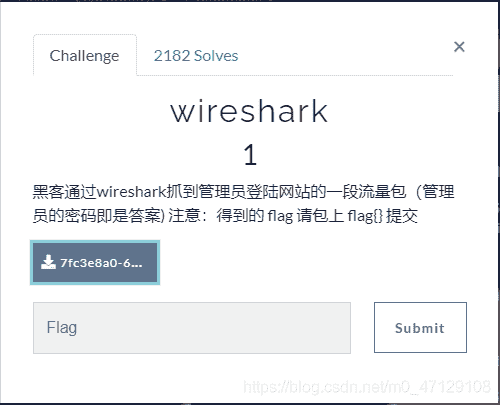 Challenge
2182 Solves
×
wireshark
1
黑客通过wireshark抓到管理员登陆网站的一段流量包（管理
员的密码即是答案) 注意：得到的 flag 请包上 flag{} 提交
7fc3e8a0-6...
Flag
Submit
https://blog.csdn.net/m0_47129108